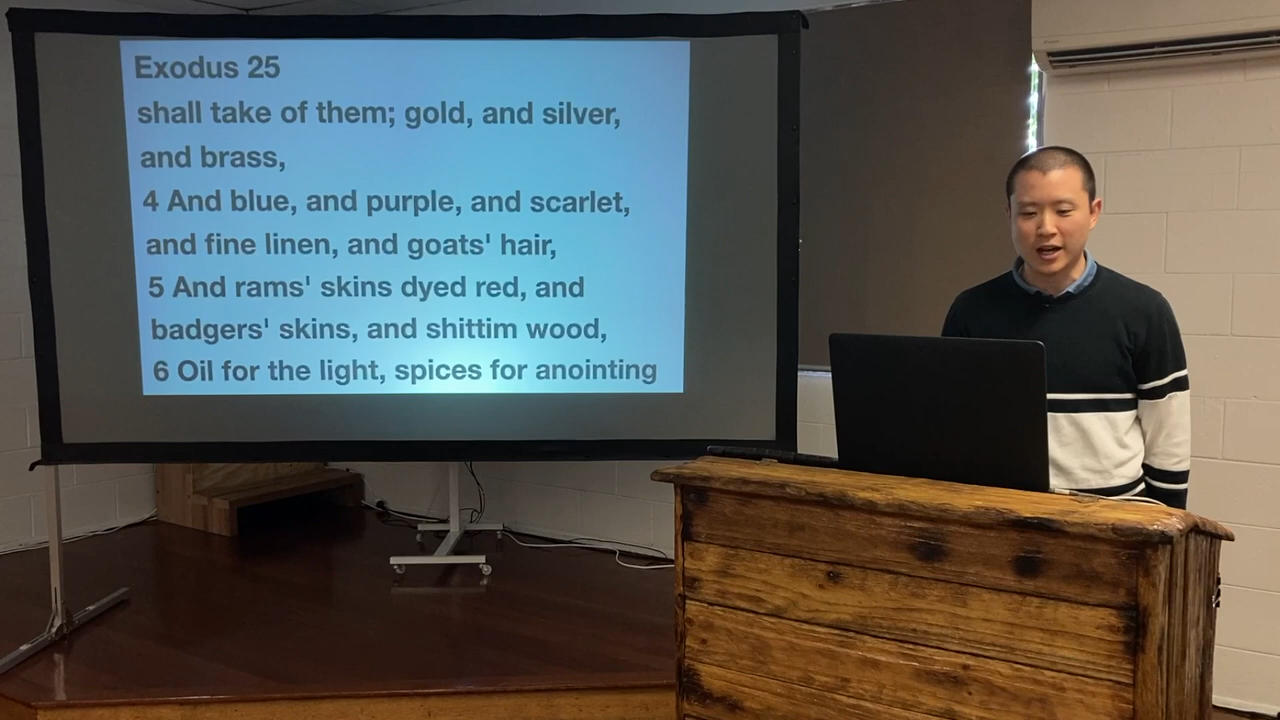 Exodus 25
shall take of them; gold, and silver,
and brass,
4 And blue, and purple, and scarlet,
and fine linen, and goats' hair,
5 And rams' skins dyed red, and
badgers' skins, and shittim wood,
6 Oil for the light, spices for anointing